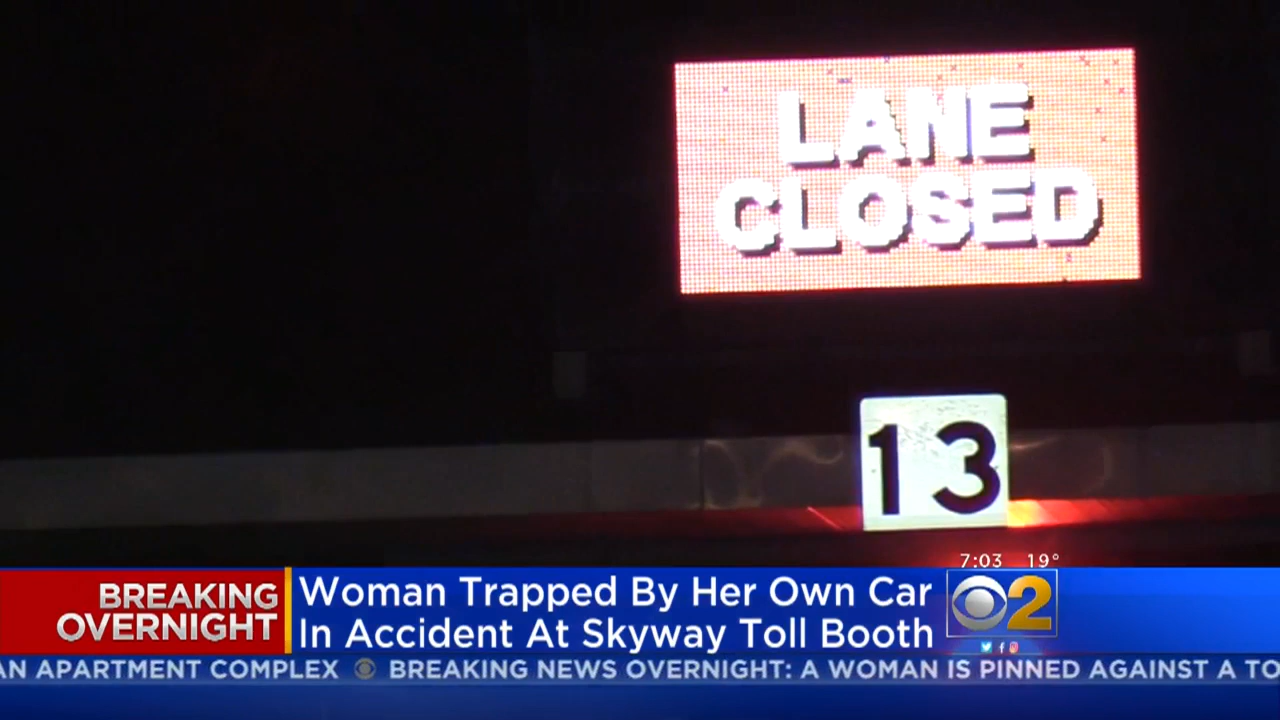 LANE
CLOSED
13
7:03 19°
BREAKING
OVERNIGHT
Woman Trapped By Her Own Car
In Accident At Skyway Toll Booth
2
AN APARTMENT COMPLEX BREAKING NEWS OVERNIGHT: A WOMAN IS PINNED AGAINST A TO